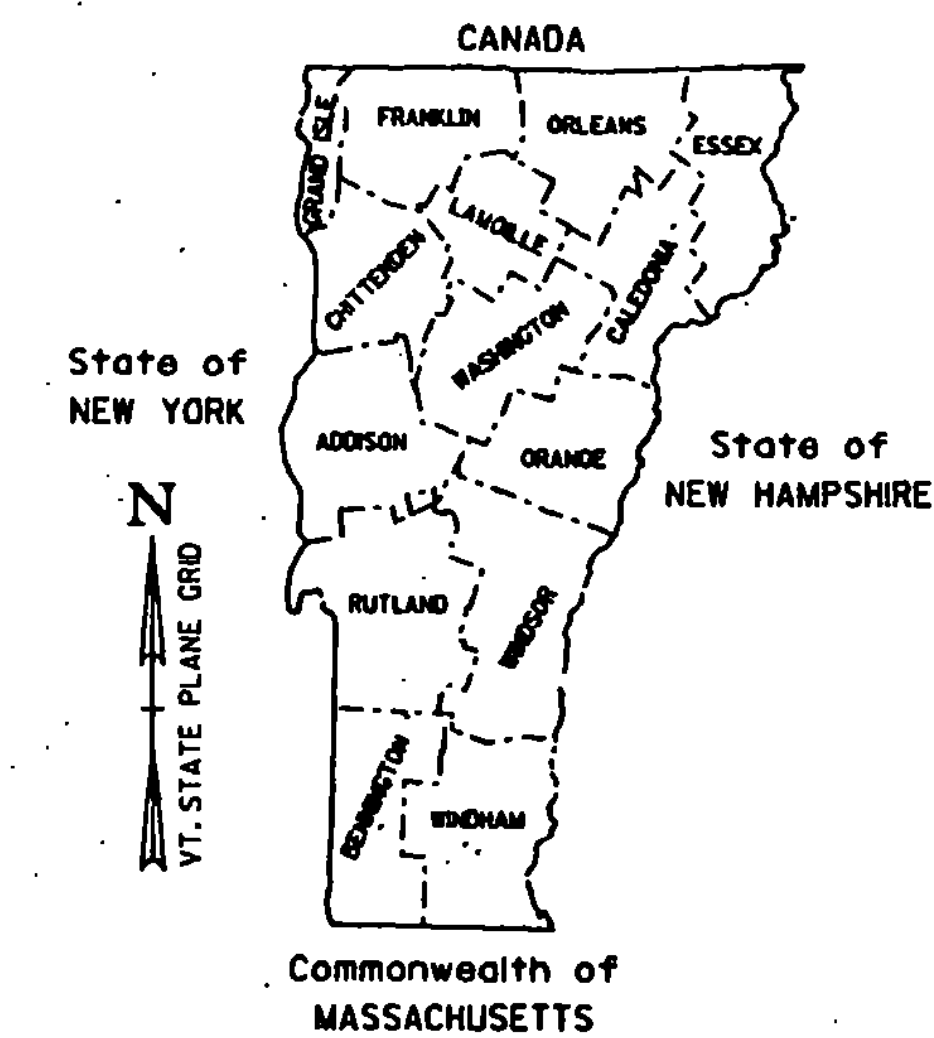 CANADA
GRAND ISLE
FRANKLIN
ORLEANS
ESSEX
LAMOILLE
CHITTENDEN
CALEDONIA
WASHINGTON
State of
NEW YORK
ADDISON
ORANGE
State of
NEW HAMPSHIRE
N
VT. STATE PLANE GRID
RUTLAND
WINDSOR
BENNINGTON
WINDHAM
Commonwealth of
MASSACHUSETTS